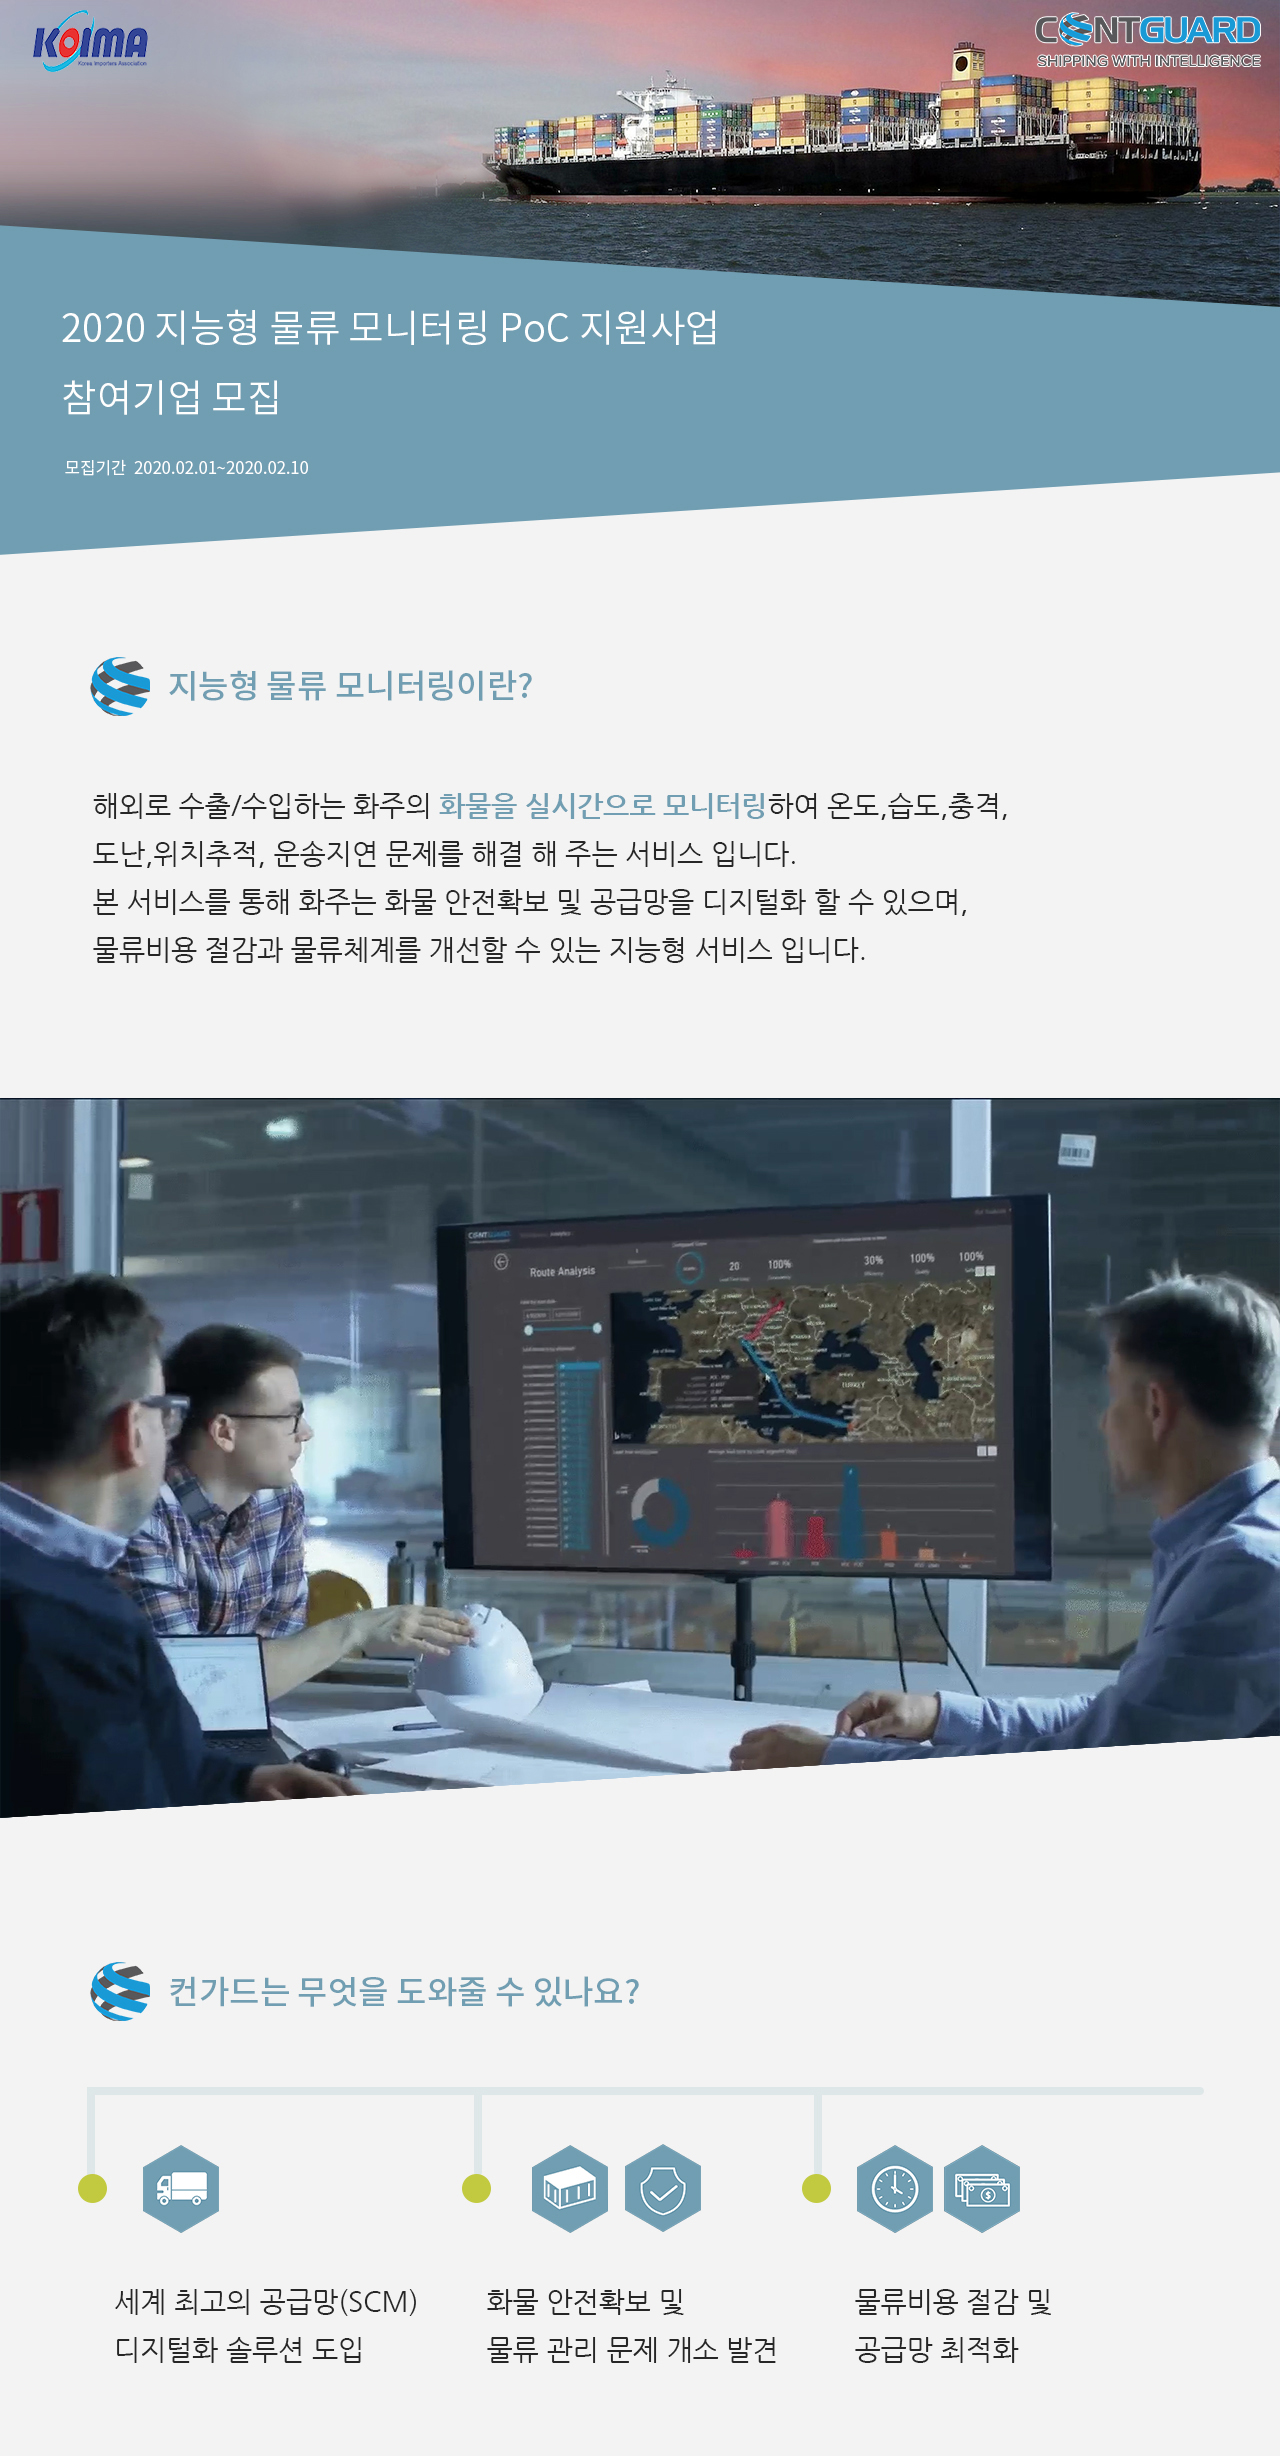 KOIMA
Korea Importers Association
CONTGUARD
SHIPPING WITH INTELLIGENCE
2020 지능형 물류 모니터링 PoC 지원사업
참여기업 모집
모집기간 2020.02.01~2020.02.10
지능형 물류 모니터링이란?
해외로 수출/수입하는 화주의 화물을 실시간으로 모니터링하여 온도,습도,충격,
도난,위치추적, 운송지연 문제를 해결 해 주는 서비스 입니다.
본 서비스를 통해 화주는 화물 안전확보 및 공급망을 디지털화 할 수 있으며,
물류비용 절감과 물류체계를 개선할 수 있는 지능형 서비스 입니다.
CONTGUARD
Route Analysis
20
100%
30%
100%
100%
TURKEY
컨가드는 무엇을 도와줄 수 있나요?
세계 최고의 공급망(SCM)
디지털화 솔루션 도입
화물 안전확보 및
물류 관리 문제 개소 발견
물류비용 절감 및
공급망 최적화